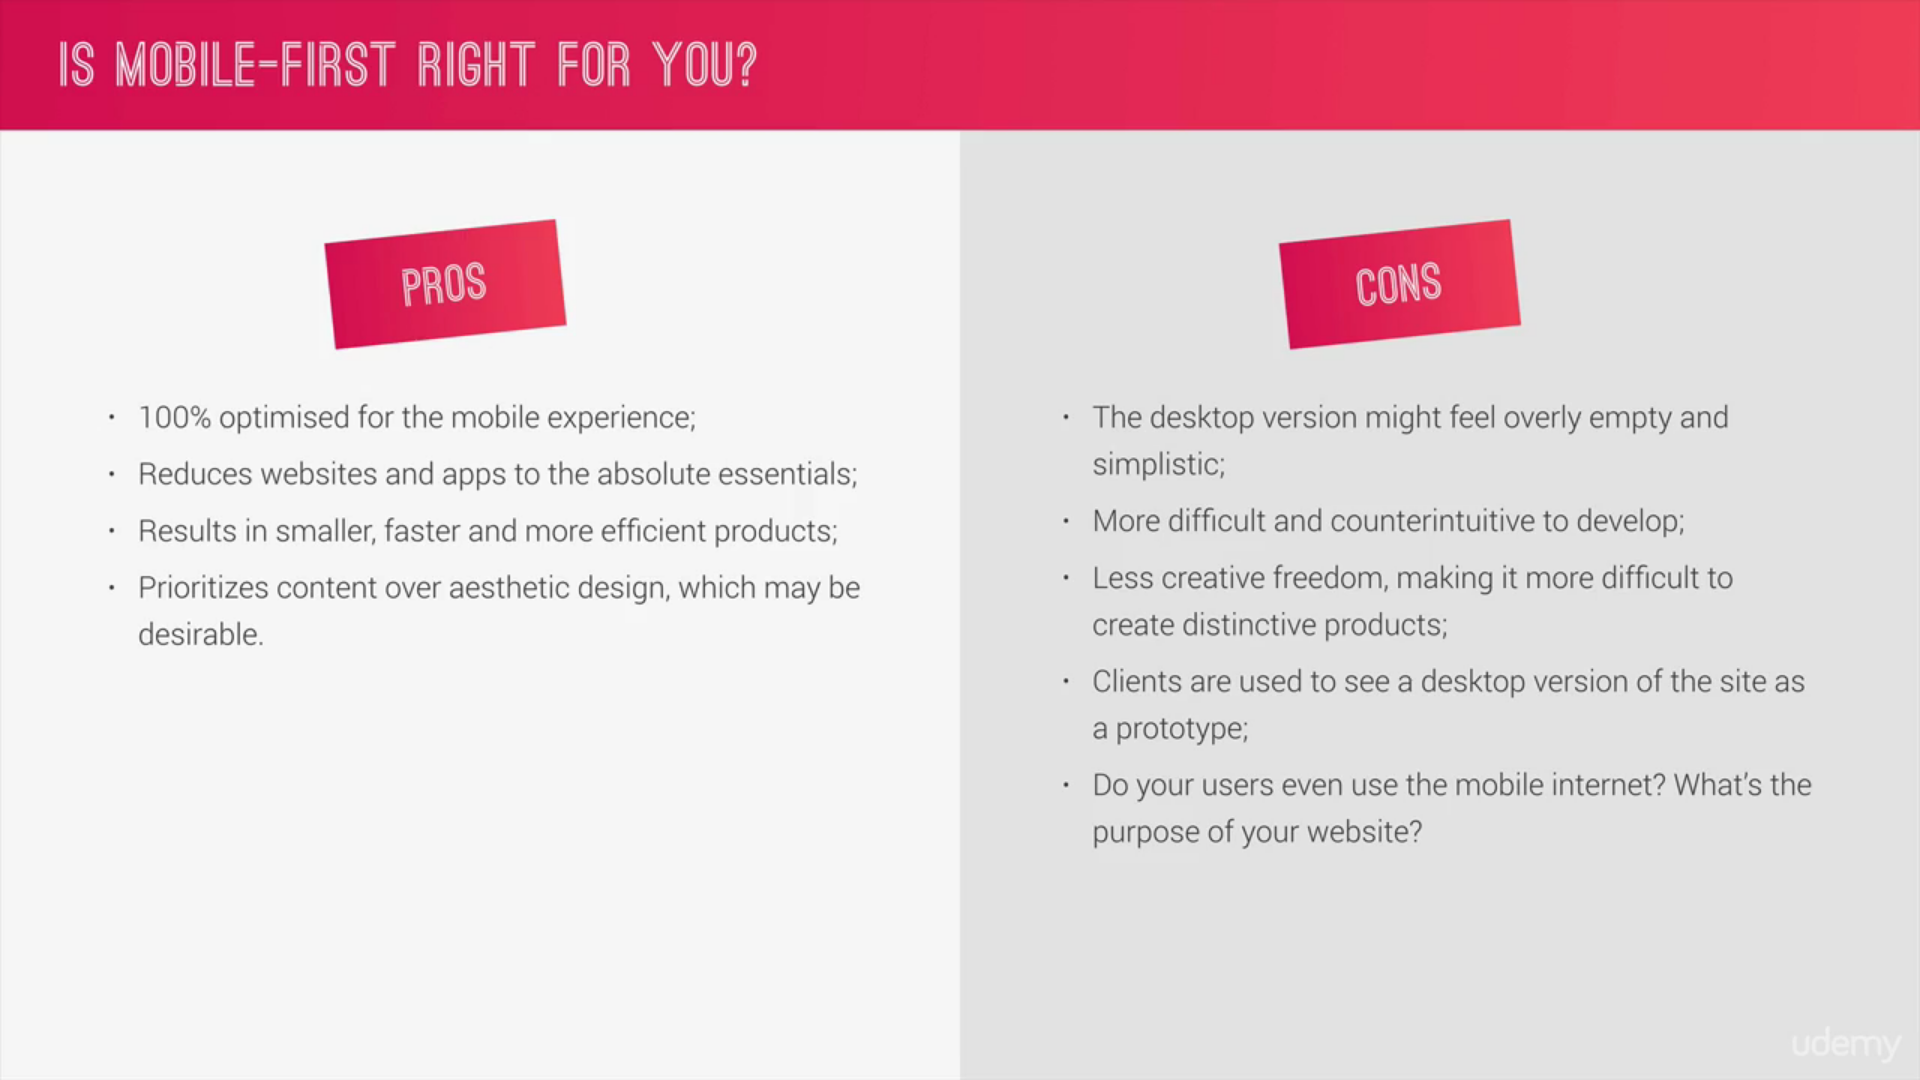 IS MOBILE-FIRST RIGHT FOR YOU?
PROS
• 100% optimised for the mobile experience;
• Reduces websites and apps to the absolute essentials;
• Results in smaller, faster and more efficient products;
• Prioritizes content over aesthetic design, which may be
desirable.
CONS
• The desktop version might feel overly empty and
simplistic;
• More difficult and counterintuitive to develop;
• Less creative freedom, making it more difficult to
create distinctive products;
• Clients are used to see a desktop version of the site as
a prototype;
• Do your users even use the mobile internet? What’s the
purpose of your website?
udemy